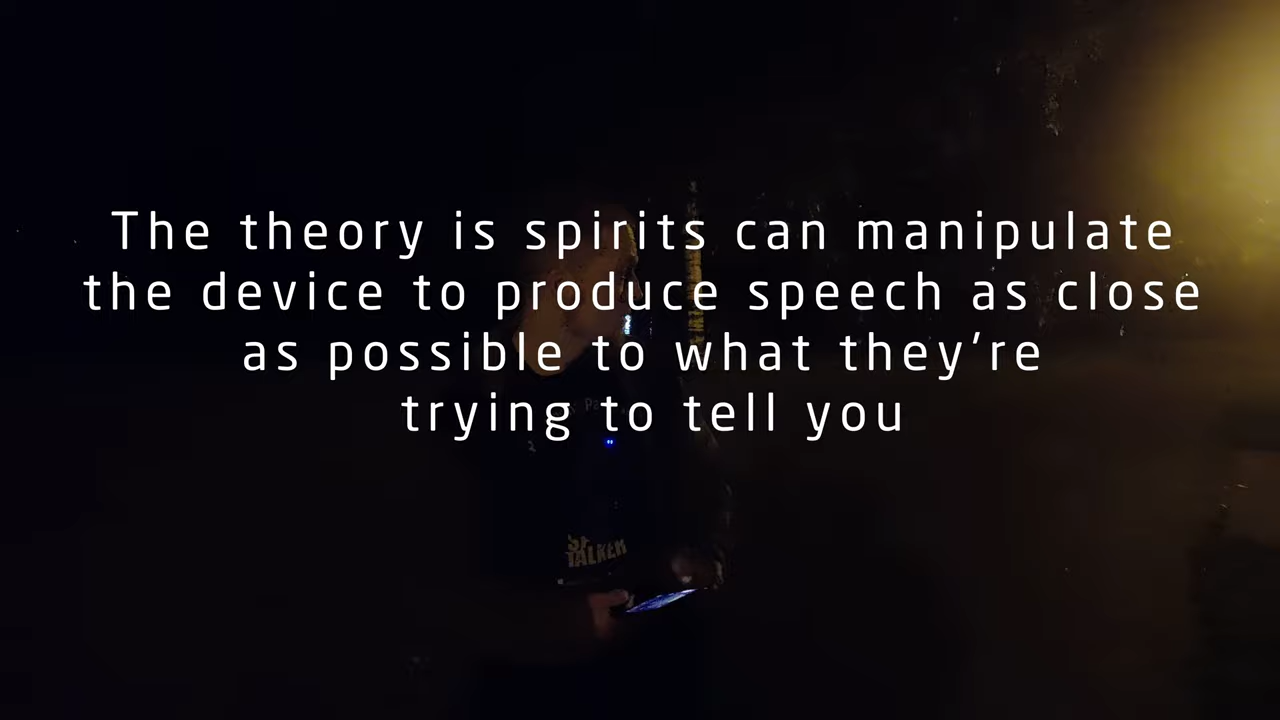 The theory is spirits can manipulate
the device to produce speech as close
as possible to what they’re
trying to tell you
TALKER